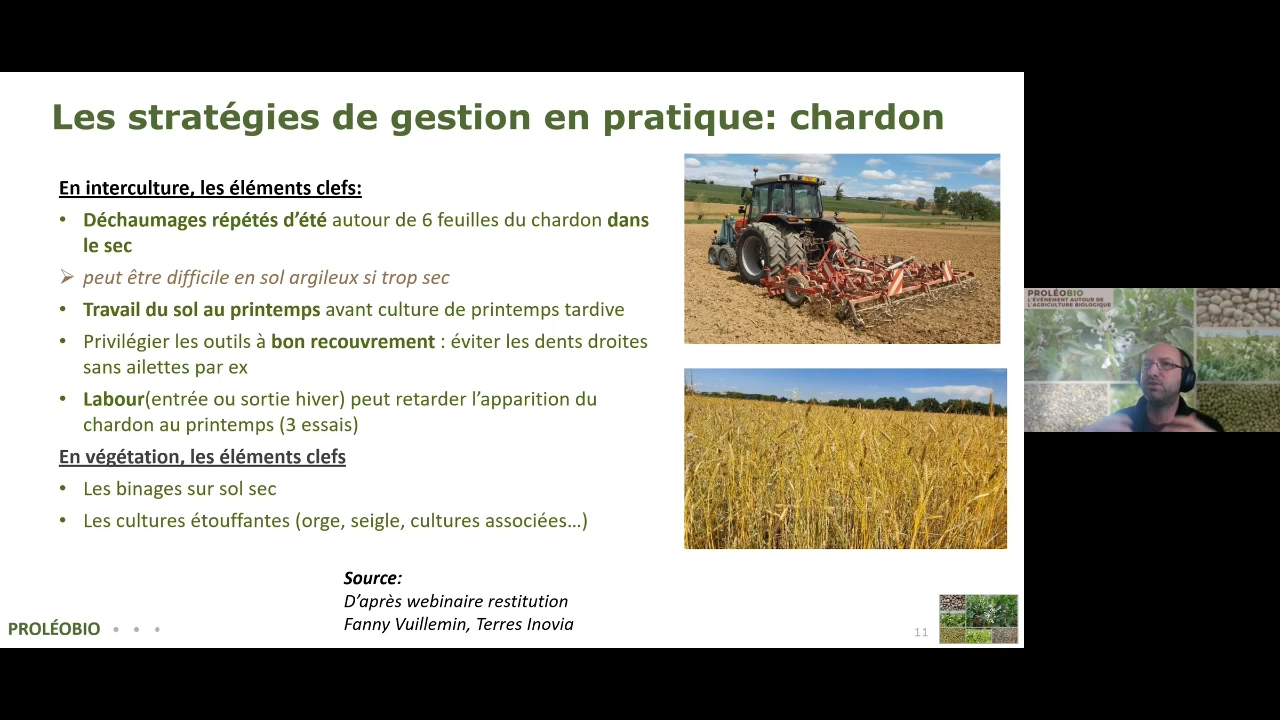 Les stratégies de gestion en pratique: chardon
En interculture, les éléments clefs:
• Déchaumages répétés d’été autour de 6 feuilles du chardon dans
le sec
➢ peut être difficile en sol argileux si trop sec
• Travail du sol au printemps avant culture de printemps tardive
• Privilégier les outils à bon recouvrement : éviter les dents droites
sans ailettes par ex
• Labour(entrée ou sortie hiver) peut retarder l’apparition du
chardon au printemps (3 essais)
En végétation, les éléments clefs
• Les binages sur sol sec
• Les cultures étouffantes (orge, seigle, cultures associées…)
Source:
D’après webinaire restitution
Fanny Vuillemin, Terres Inovia
PROLÉOBIO
11
PROLÉOBIO
L'ÉVÉNEMENT AUTOUR DE
L'AGRICULTURE BIOLOGIQUE